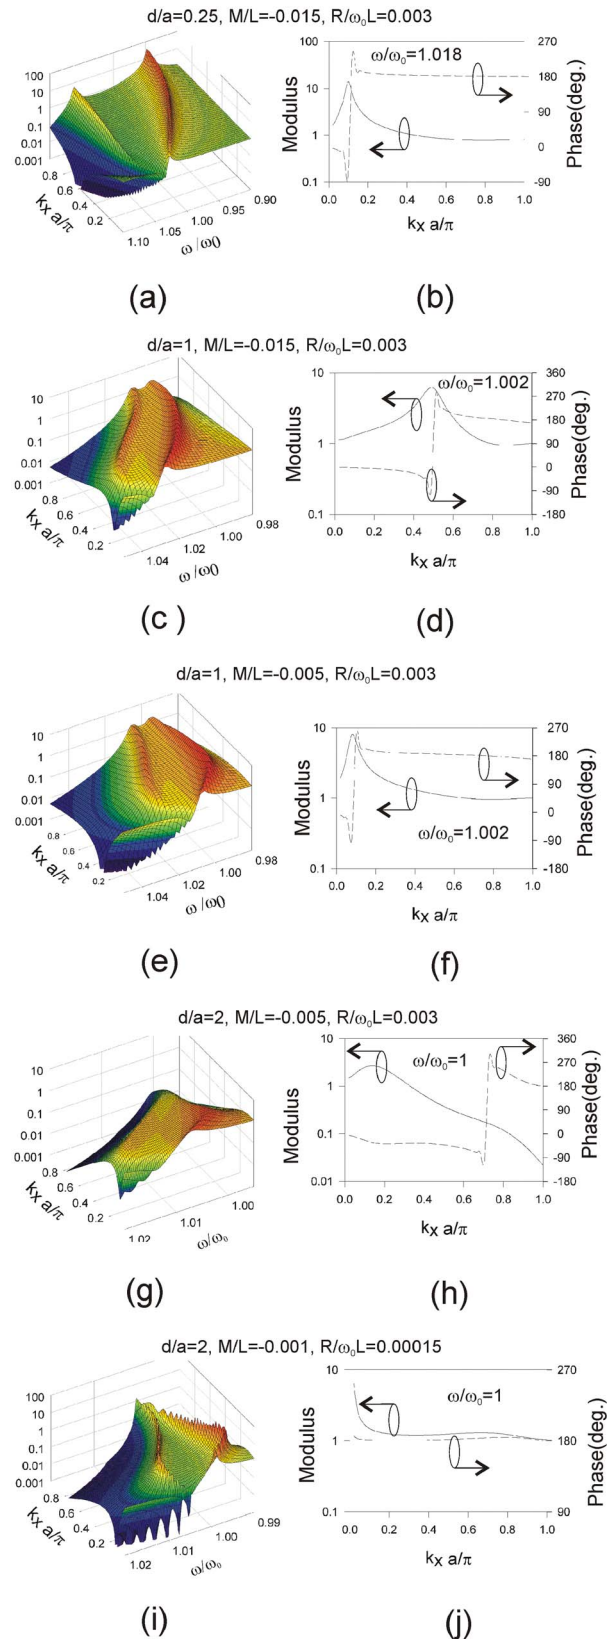 d/a=0.25, M/L=-0.015, R/ω₀L=0.003
100
10
1
0.1
0.01
0.001
0.8
0.6
0.4
0.2
kx a/π
1.10
1.05
1.00
0.95
0.90
ω/ω0
(a)
100
10
1
0.1
Modulus
ω/ω₀=1.018
270
180
90
0
-90
Phase(deg.)
0.0 0.2 0.4 0.6 0.8 1.0
kx a/π
(b)
d/a=1, M/L=-0.015, R/ω₀L=0.003
10
1
0.1
0.01
0.001
0.8
0.6
0.4
0.2
kx a/π
1.04
1.02
1.00
0.98
ω/ω0
(c )
10
1
0.1
Modulus
ω/ω₀=1.002
360
270
180
90
0
-90
-180
Phase(deg.)
0.0 0.2 0.4 0.6 0.8 1.0
kx a/π
(d)
d/a=1, M/L=-0.005, R/ω₀L=0.003
10
1
0.1
0.01
0.001
0.8
0.6
0.4
0.2
kx a/π
1.04
1.02
1.00
0.98
ω/ω0
(e)
10
1
0.1
Modulus
ω/ω₀=1.002
270
180
90
0
-90
-180
Phase(deg.)
0.0 0.2 0.4 0.6 0.8 1.0
kx a/π
(f)
d/a=2, M/L=-0.005, R/ω₀L=0.003
10
1
0.1
0.01
0.001
0.8
0.6
0.4
0.2
kx a/π
1.02
1.01
1.00
ω/ω₀
(g)
10
1
0.1
0.01
Modulus
ω/ω₀=1
360
270
180
90
0
-90
-180
Phase(deg.)
0.0 0.2 0.4 0.6 0.8 1.0
kx a/π
(h)
d/a=2, M/L=-0.001, R/ω₀L=0.00015
100
10
1
0.1
0.01
0.001
0.8
0.6
0.4
0.2
kx a/π
1.02
1.01
1.00
0.99
ω/ω₀
(i)
10
1
0.1
Modulus
ω/ω₀=1
270
180
90
Phase(deg.)
0.0 0.2 0.4 0.6 0.8 1.0
kx a/π
(j)